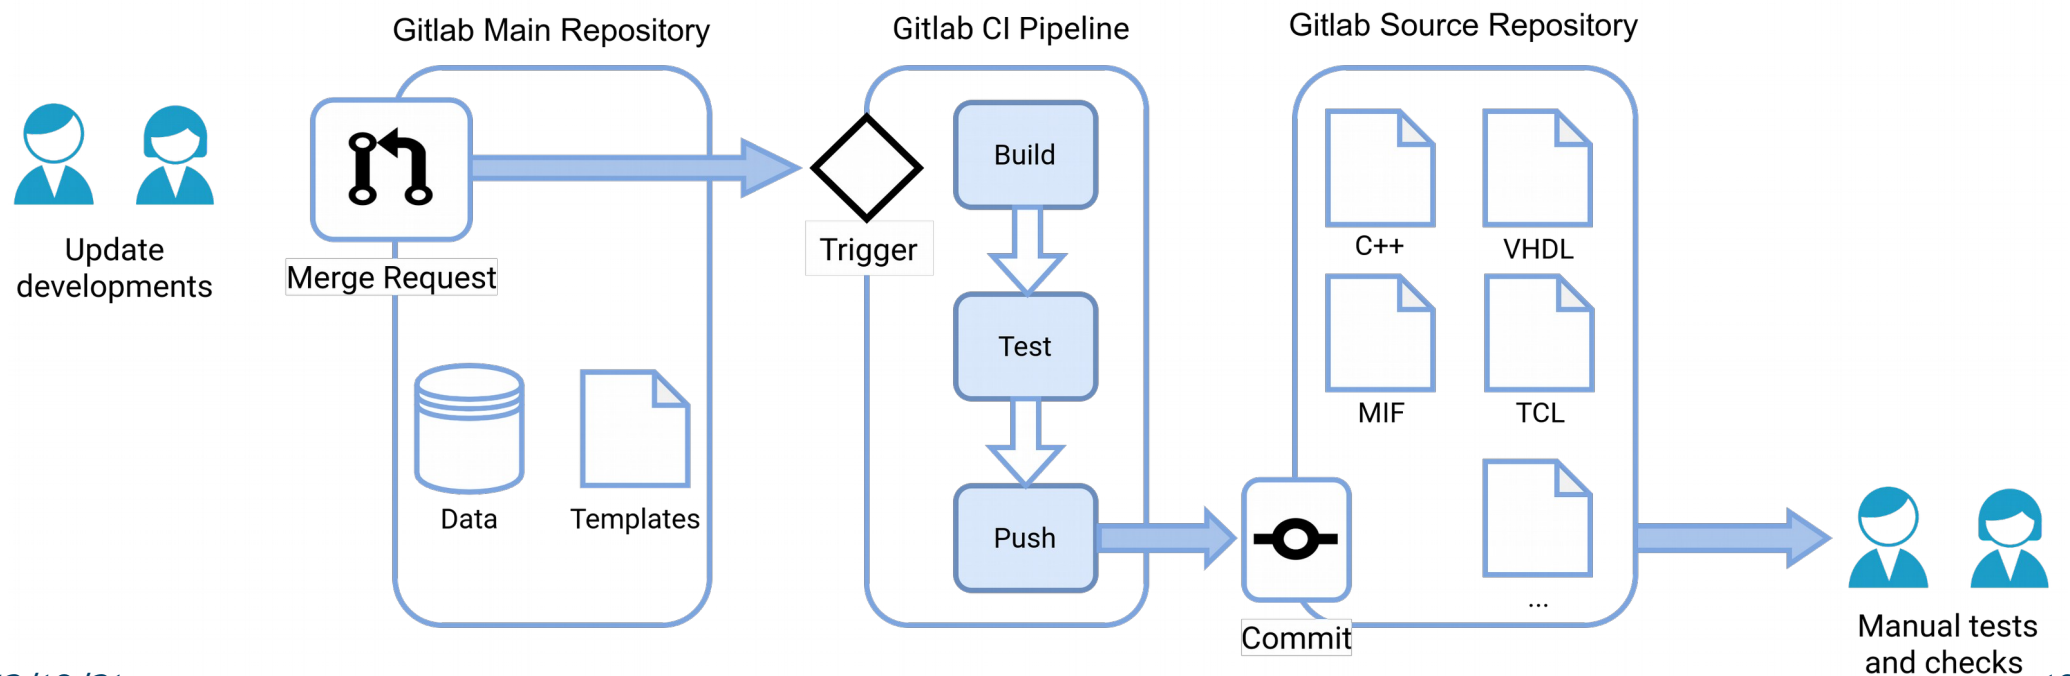 Gitlab Main Repository
Gitlab CI Pipeline
Gitlab Source Repository
Update
developments
Merge Request
Data
Templates
Trigger
Build
Test
Push
Commit
C++
VHDL
MIF
TCL
...
Manual tests
and checks